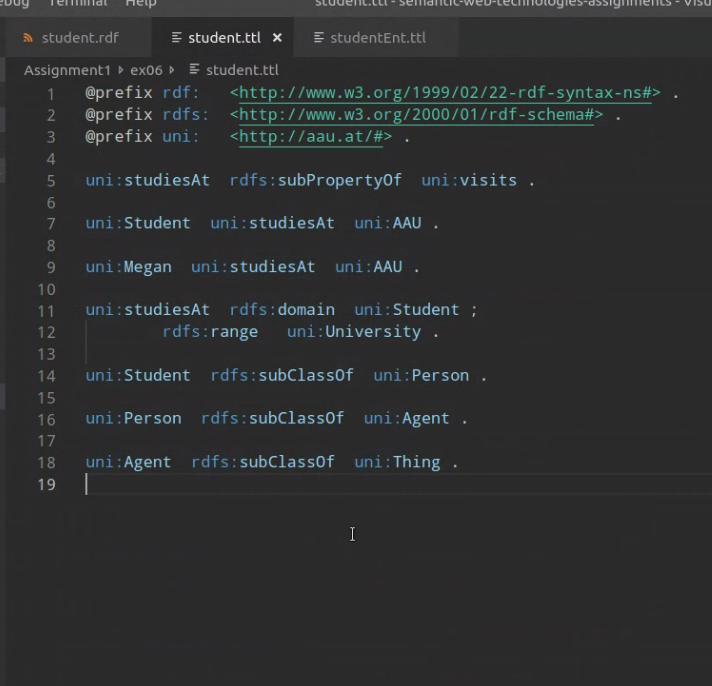 ebug Terminal Help student.ttl - semantic-web-technologies-assignments - Visu
student.rdf student.ttl × studentEnt.ttl
Assignment1 ex06 student.ttl
1 @prefix rdf: <http://www.w3.org/1999/02/22-rdf-syntax-ns#> .
2 @prefix rdfs: <http://www.w3.org/2000/01/rdf-schema#> .
3 @prefix uni: <http://aau.at/#> .
4
5 uni:studiesAt rdfs:subPropertyOf uni:visits .
6
7 uni:Student uni:studiesAt uni:AAU .
8
9 uni:Megan uni:studiesAt uni:AAU .
10
11 uni:studiesAt rdfs:domain uni:Student ;
12 rdfs:range uni:University .
13
14 uni:Student rdfs:subClassOf uni:Person .
15
16 uni:Person rdfs:subClassOf uni:Agent .
17
18 uni:Agent rdfs:subClassOf uni:Thing .
19